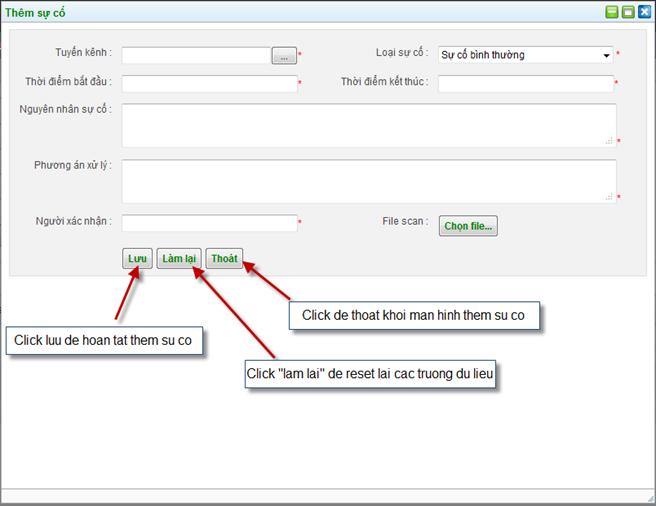 Thêm sự cố
Tuyến kênh : ... * Loại sự cố : Sự cố bình thường *
Thời điểm bắt đầu : * Thời điểm kết thúc : *
Nguyên nhân sự cố : *
Phương án xử lý : *
Người xác nhận : * File scan : Chọn file...
Lưu Làm lại Thoát
Click de thoat khoi man hinh them su co
Click luu de hoan tat them su co
Click "lam lai" de reset lai cac truong du lieu